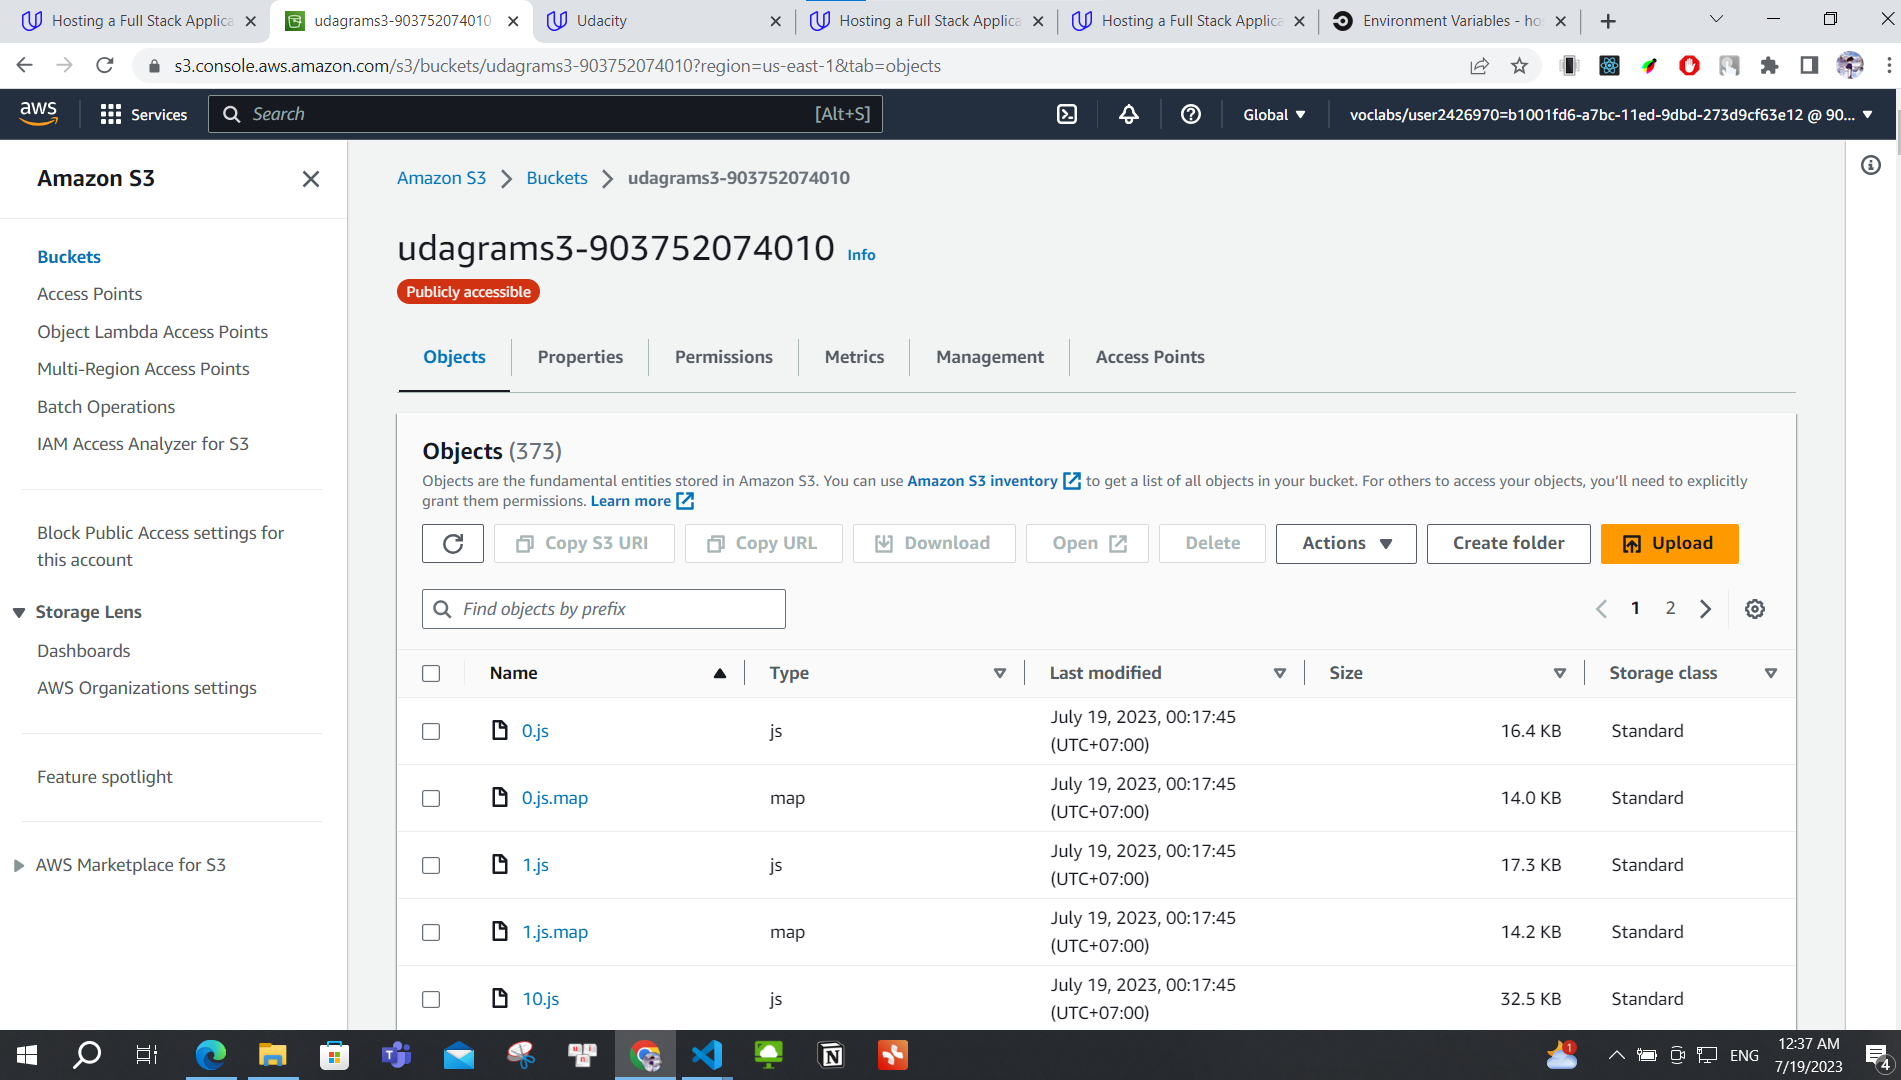 Hosting a Full Stack Applica
udagrams3-903752074010
Udacity
Hosting a Full Stack Applica
Hosting a Full Stack Applica
Environment Variables - ho
s3.console.aws.amazon.com/s3/buckets/udagrams3-903752074010?region=us-east-1&tab=objects
aws
Services
Search
[Alt+S]
Global
voclabs/user2426970=b1001fd6-a7bc-11ed-9dbd-273d9cf63e12 @ 90...
Amazon S3
Buckets
Access Points
Object Lambda Access Points
Multi-Region Access Points
Batch Operations
IAM Access Analyzer for S3
Block Public Access settings for
this account
Storage Lens
Dashboards
AWS Organizations settings
Feature spotlight
AWS Marketplace for S3
Amazon S3 Buckets udagrams3-903752074010
udagrams3-903752074010 Info
Publicly accessible
Objects Properties Permissions Metrics Management Access Points
Objects (373)
Objects are the fundamental entities stored in Amazon S3. You can use Amazon S3 inventory to get a list of all objects in your bucket. For others to access your objects, you'll need to explicitly
grant them permissions. Learn more
Copy S3 URI Copy URL Download Open Delete Actions Create folder Upload
Find objects by prefix
1 2
Name Type Last modified Size Storage class
0.js js July 19, 2023, 00:17:45 (UTC+07:00) 16.4 KB Standard
0.js.map map July 19, 2023, 00:17:45 (UTC+07:00) 14.0 KB Standard
1.js js July 19, 2023, 00:17:45 (UTC+07:00) 17.3 KB Standard
1.js.map map July 19, 2023, 00:17:45 (UTC+07:00) 14.2 KB Standard
10.js js July 19, 2023, 00:17:45 (UTC+07:00) 32.5 KB Standard
1
ENG
12:37 AM
7/19/2023
4